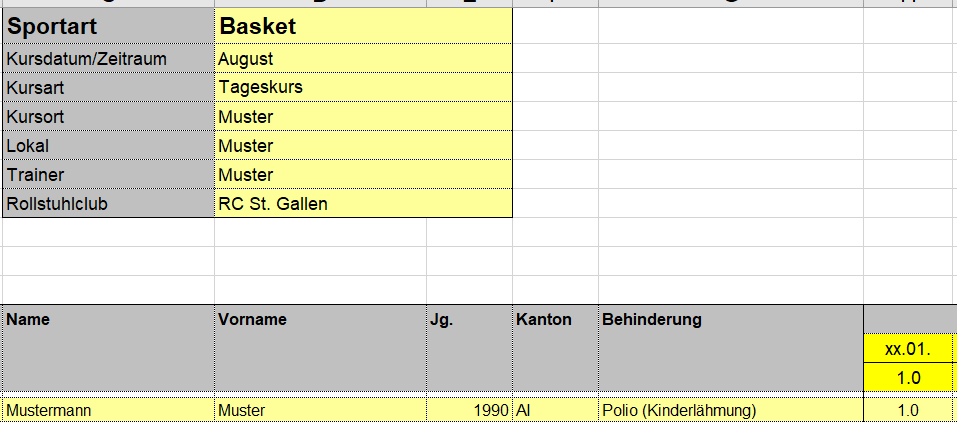 Sportart Basket
Kursdatum/Zeitraum August
Kursart Tageskurs
Kursort Muster
Lokal Muster
Trainer Muster
Rollstuhlclub RC St. Gallen
Name Vorname Jg. Kanton Behinderung
xx.01.
1.0
Mustermann Muster 1990 AI Polio (Kinderlähmung) 1.0